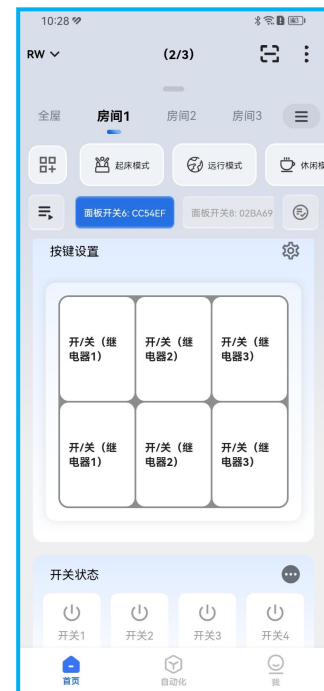 10:28
RW
(2/3)
全屋 房间1 房间2 房间3
起床模式 运行模式 休闲模
面板开关6: CC54EF 面板开关8: 02BA69
按键设置
开/关（继 开/关（继 开/关（继
电器1） 电器2） 电器3）
开/关（继 开/关（继 开/关（继
电器1） 电器2） 电器3）
开关状态
开关1 开关2 开关3 开关4
首页 自动化 我